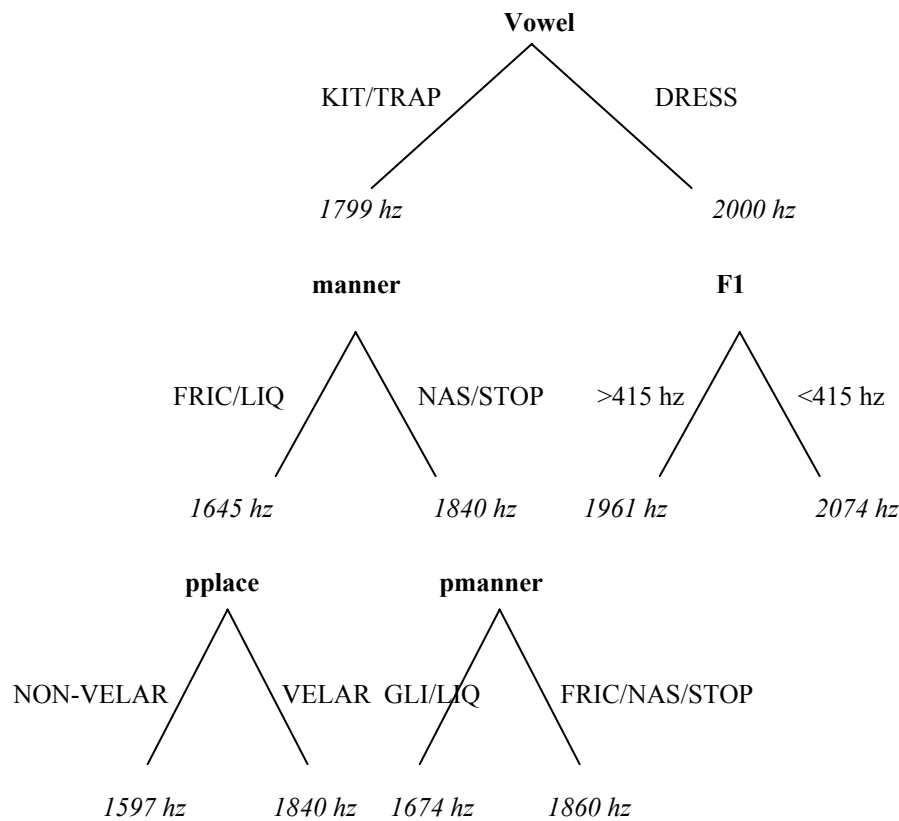 Vowel
KIT/TRAP DRESS
1799 hz 2000 hz
manner F1
FRIC/LIQ NAS/STOP >415 hz <415 hz
1645 hz 1840 hz 1961 hz 2074 hz
pplace pmanner
NON-VELAR VELAR GLI/LIQ FRIC/NAS/STOP
1597 hz 1840 hz 1674 hz 1860 hz